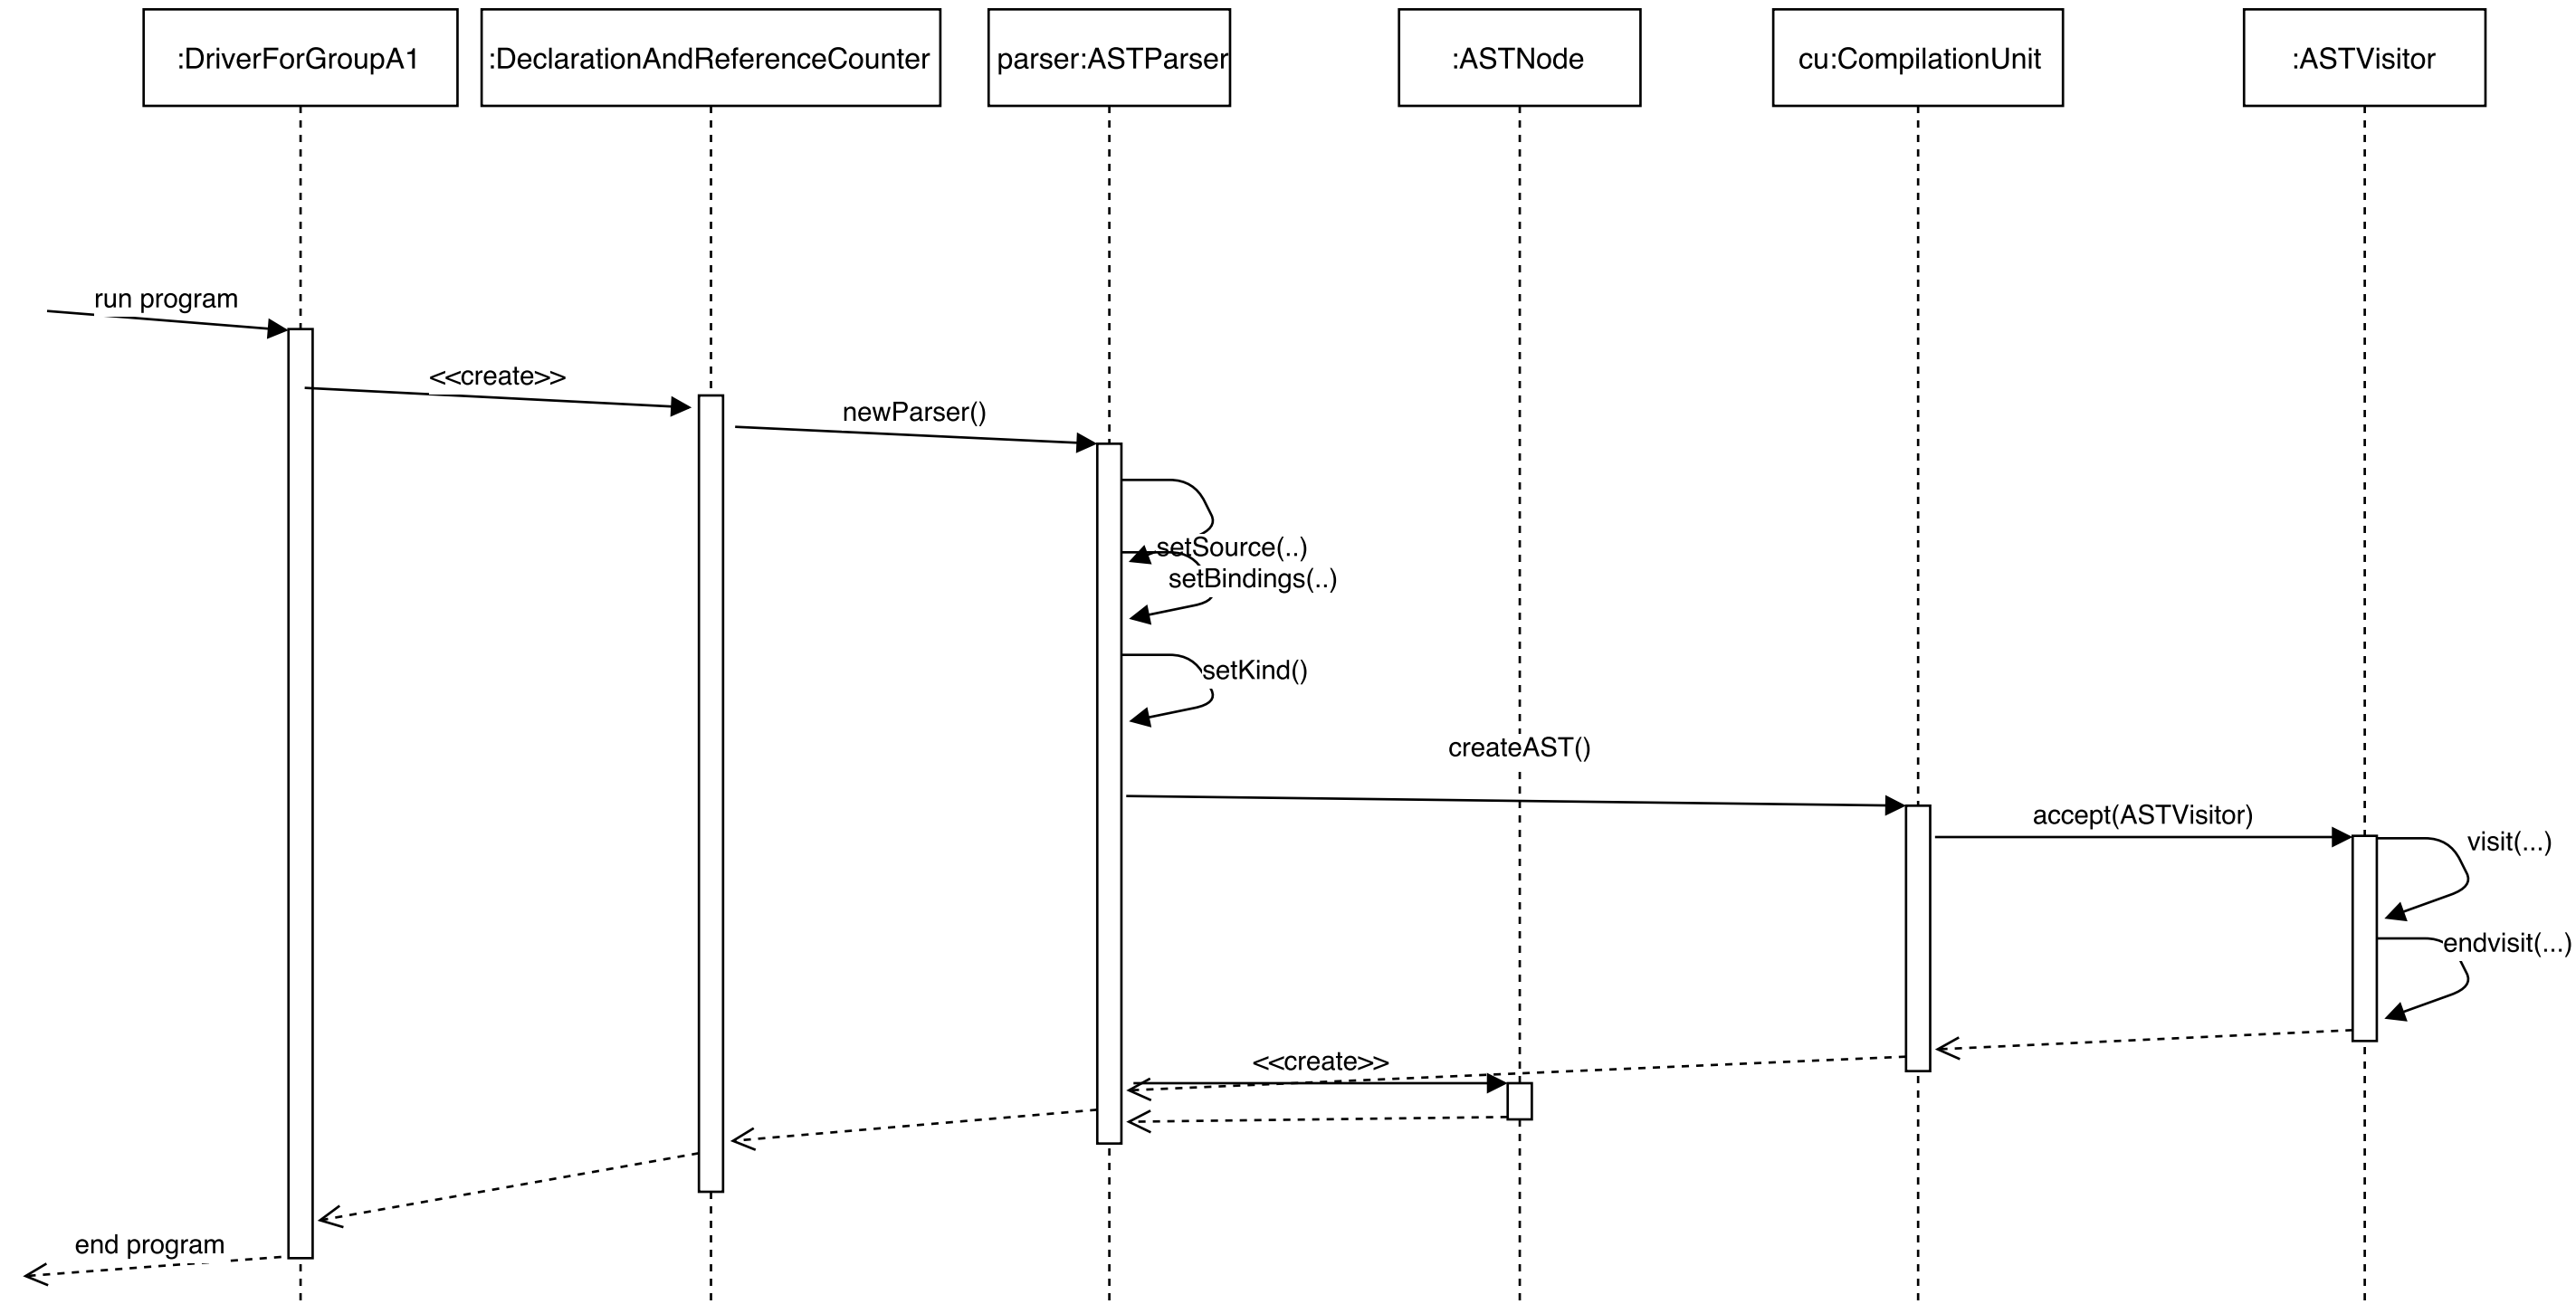 :DriverForGroupA1
:DeclarationAndReferenceCounter
parser:ASTParser
:ASTNode
cu:CompilationUnit
:ASTVisitor
run program
<<create>>
newParser()
setSource(..)
setBindings(..)
setKind()
createAST()
accept(ASTVisitor)
visit(...)
endvisit(...)
<<create>>
end program